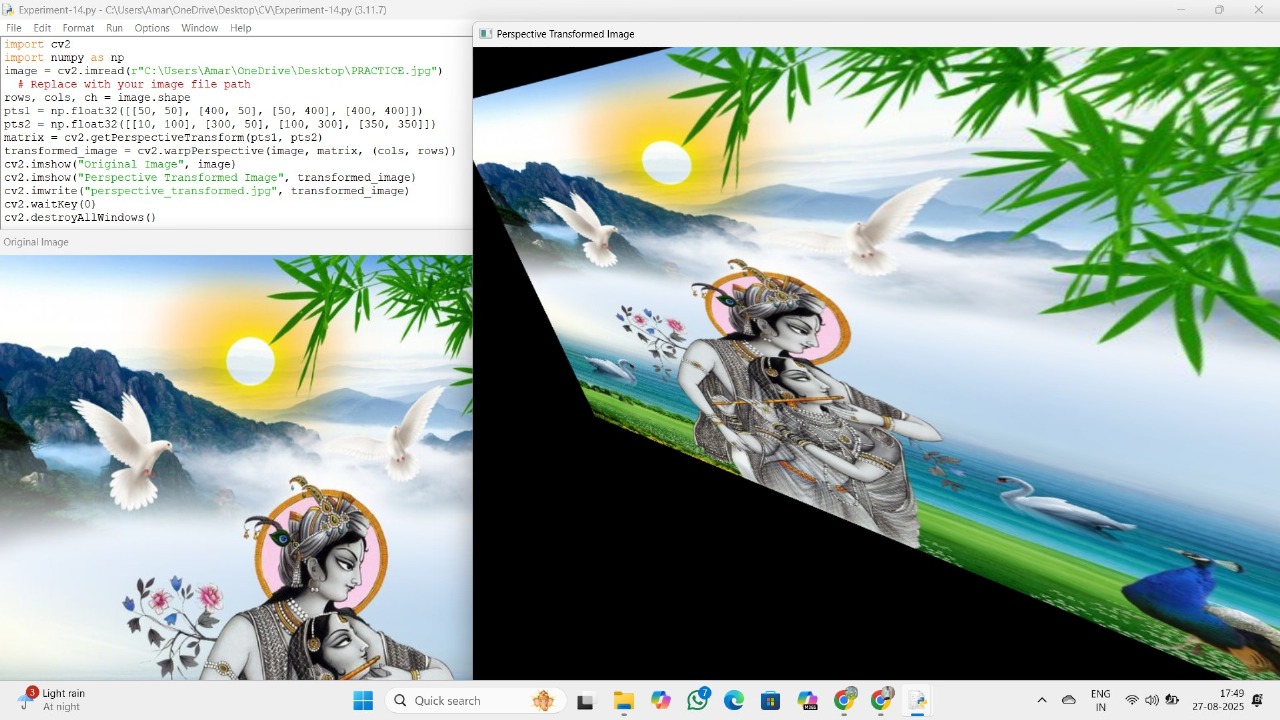 Experiment-14.py - C:\Users\Amar\OneDrive\Desktop\CV\Experiment-14.py (3.11.7)
File Edit Format Run Options Window Help
import cv2
import numpy as np
image = cv2.imread(r"C:\Users\Amar\OneDrive\Desktop\PRACTICE.jpg")
# Replace with your image file path
rows, cols, ch = image.shape
pts1 = np.float32([[50, 50], [400, 50], [50, 400], [400, 400]])
pts2 = np.float32([[10, 100], [300, 50], [100, 300], [350, 350]])
matrix = cv2.getPerspectiveTransform(pts1, pts2)
transformed_image = cv2.warpPerspective(image, matrix, (cols, rows))
cv2.imshow("Original Image", image)
cv2.imshow("Perspective Transformed Image", transformed_image)
cv2.imwrite("perspective_transformed.jpg", transformed_image)
cv2.waitKey(0)
cv2.destroyAllWindows()
Original Image
Perspective Transformed Image
3
Light rain
At night
Quick search
7
M365
ENG
IN
17:49
27-08-2025